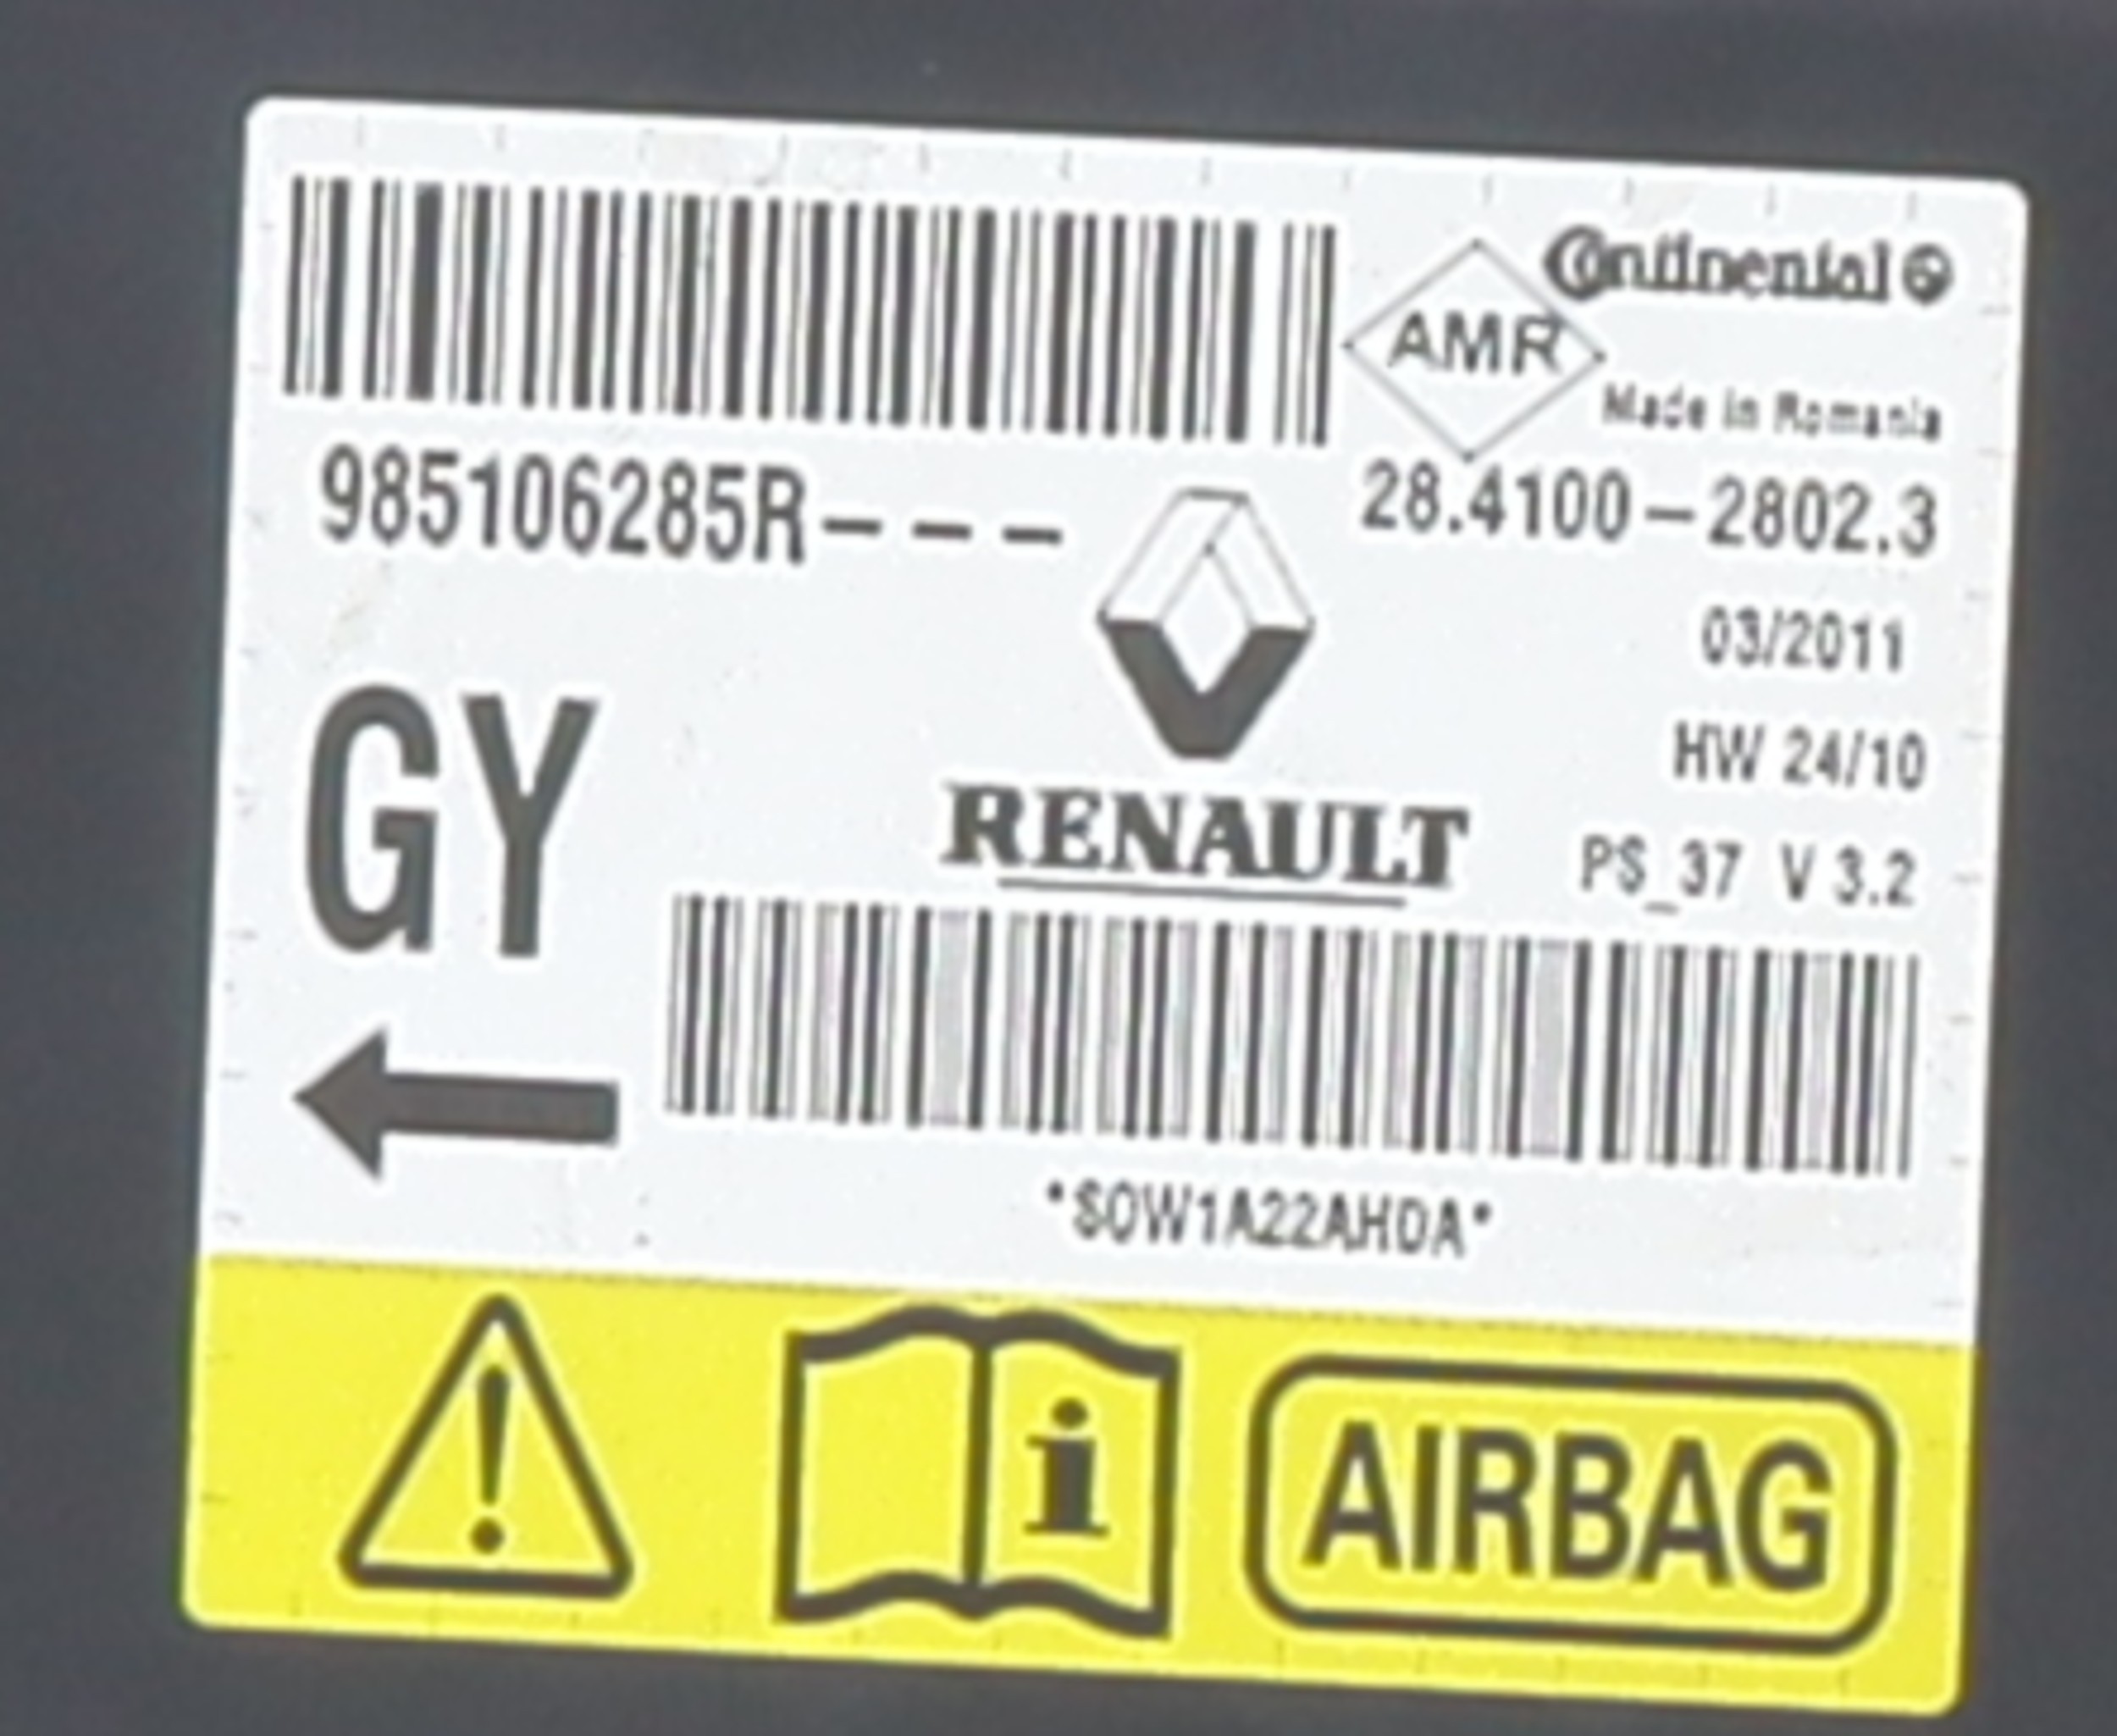 Continental
AMR
Made in Romania
985106285R---
28.4100-2802.3
03/2011
GY
HW 24/10
RENAULT
PS_37 V 3.2
*S0W1A22AHDA*
AIRBAG